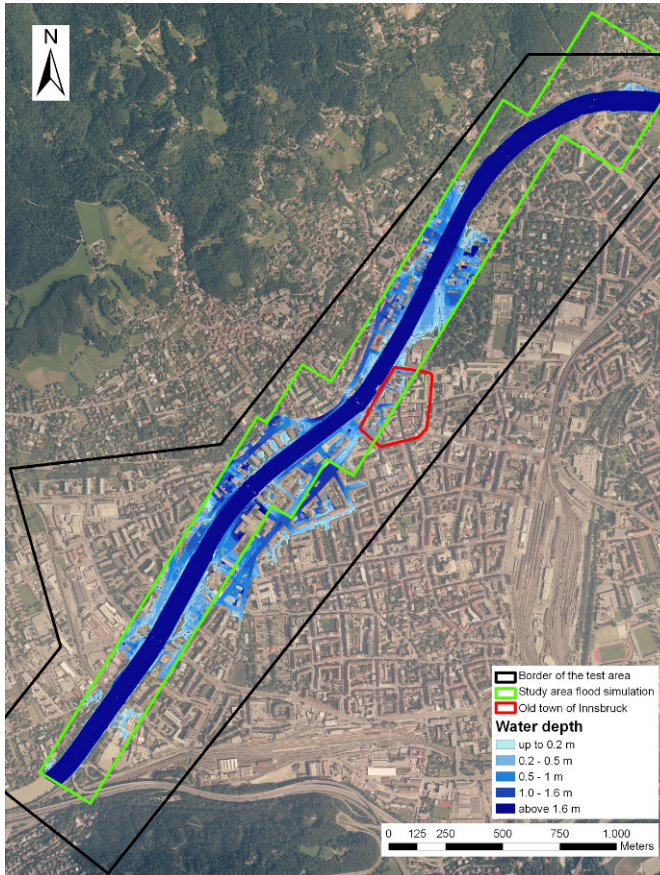 N
Border of the test area
Study area flood simulation
Old town of Innsbruck
Water depth
up to 0.2 m
0.2 - 0.5 m
0.5 - 1 m
1.0 - 1.6 m
above 1.6 m
0 125 250 500 750 1,000
Meters